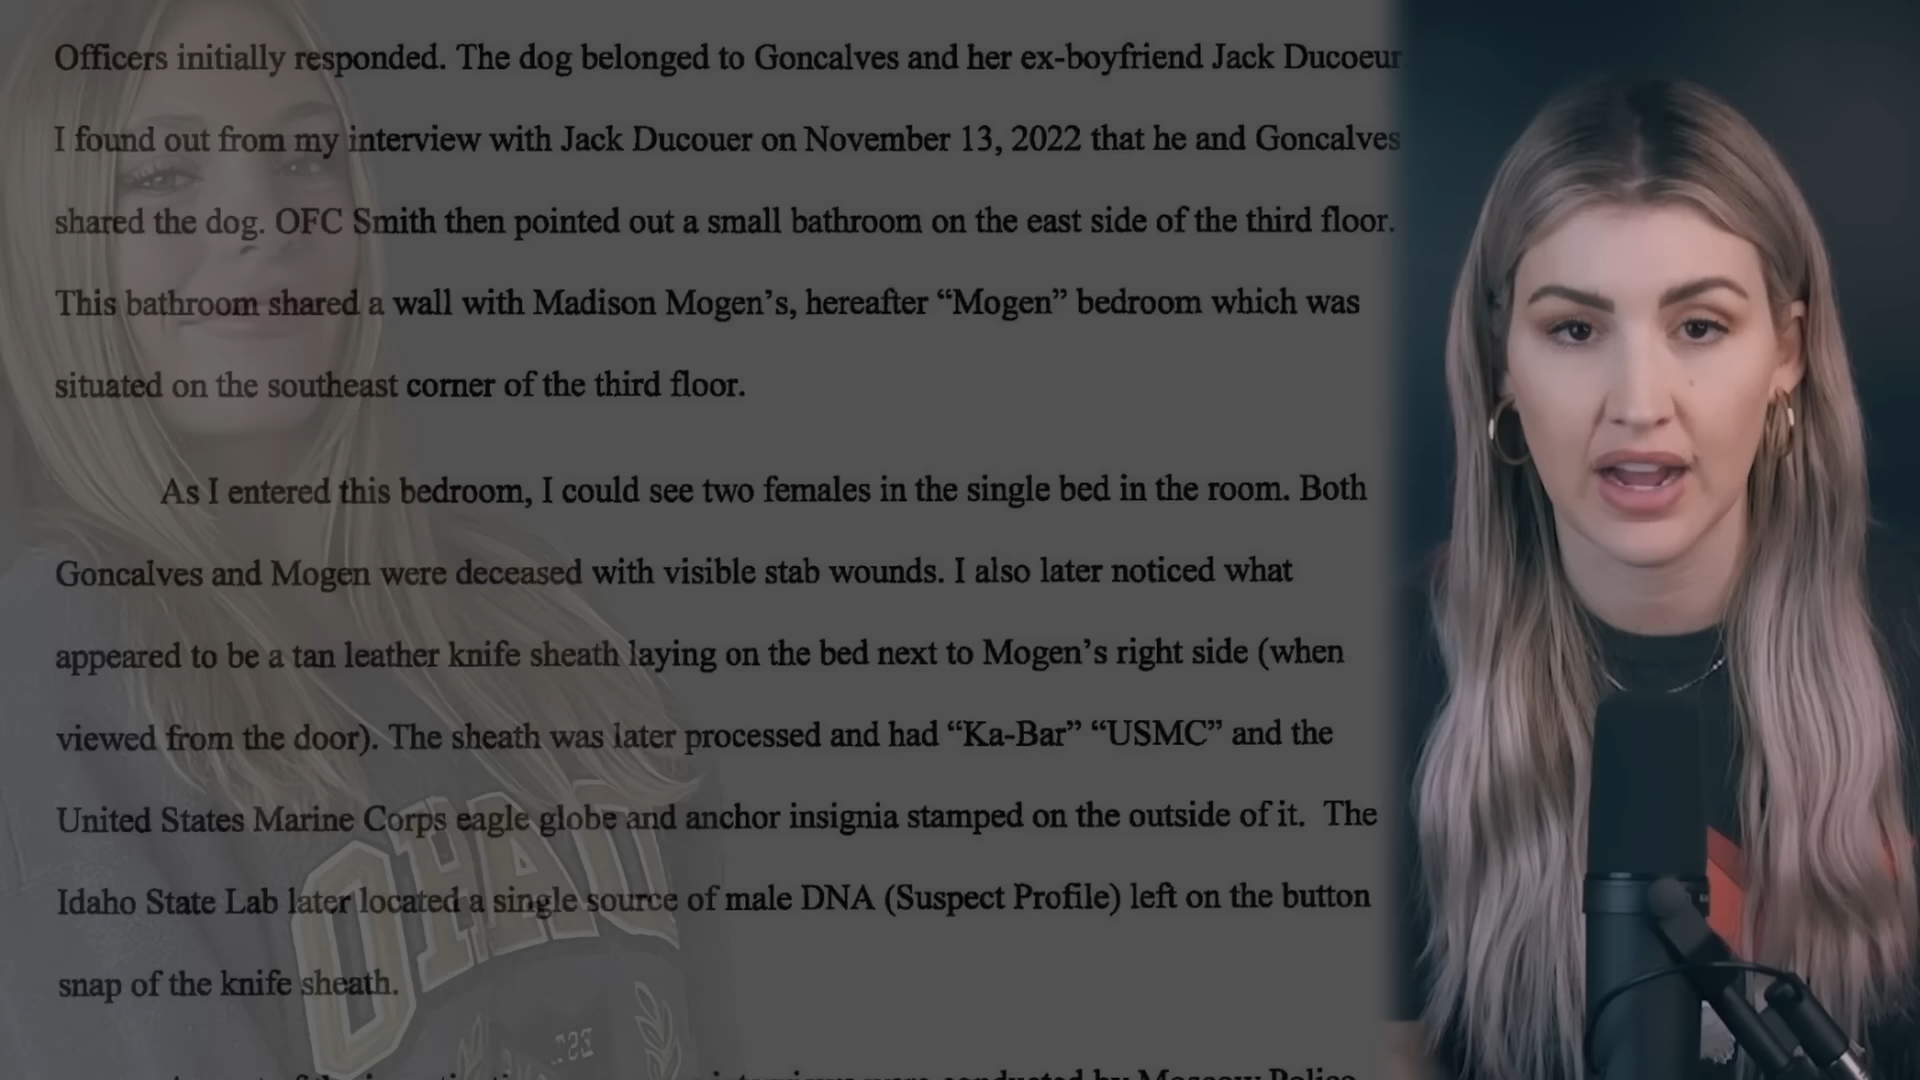 Officers initially responded. The dog belonged to Goncalves and her ex-boyfriend Jack Ducoeur.
I found out from my interview with Jack Ducouer on November 13, 2022 that he and Goncalves
shared the dog. OFC Smith then pointed out a small bathroom on the east side of the third floor.
This bathroom shared a wall with Madison Mogen’s, hereafter “Mogen” bedroom which was
situated on the southeast corner of the third floor.
As I entered this bedroom, I could see two females in the single bed in the room. Both
Goncalves and Mogen were deceased with visible stab wounds. I also later noticed what
appeared to be a tan leather knife sheath laying on the bed next to Mogen’s right side (when
viewed from the door). The sheath was later processed and had “Ka-Bar” “USMC” and the
United States Marine Corps eagle globe and anchor insignia stamped on the outside of it. The
Idaho State Lab later located a single source of male DNA (Suspect Profile) left on the button
snap of the knife sheath.
conducted by Moscow Police